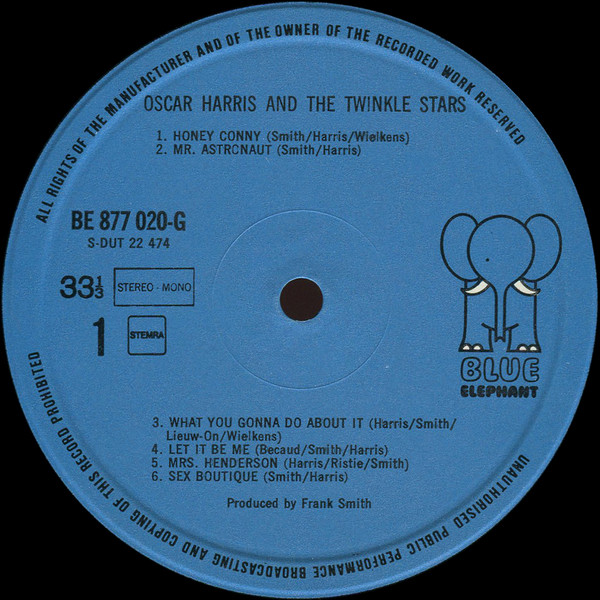 ALL RIGHTS OF THE MANUFACTURER AND OF THE OWNER OF THE RECORDED WORK RESERVED
OSCAR HARRIS AND THE TWINKLE STARS
1. HONEY CONNY (Smith/Harris/Wielkens)
2. MR. ASTRONAUT (Smith/Harris)
BE 877 020-G
S-DUT 22 474
33⅓
STEREO - MONO
1
STEMRA
BLUE
ELEPHANT
3. WHAT YOU GONNA DO ABOUT IT (Harris/Smith/
Lieuw-On/Wielkens)
4. LET IT BE ME (Becaud/Smith/Harris)
5. MRS. HENDERSON (Harris/Ristie/Smith)
6. SEX BOUTIQUE (Smith/Harris)
Produced by Frank Smith
UNAUTHORISED PUBLIC PERFORMANCE BROADCASTING AND COPYING OF THIS RECORD PROHIBITED